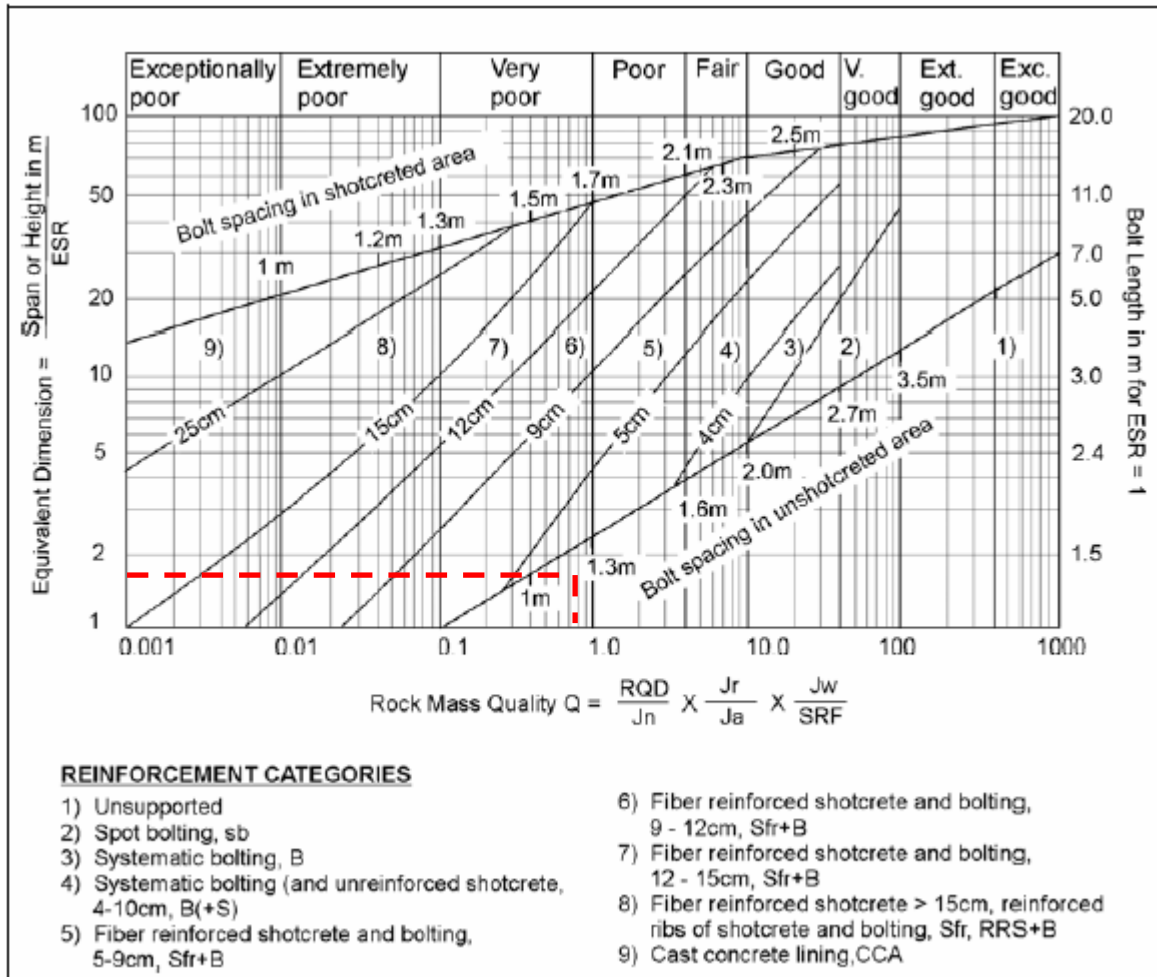 Exceptionally poor
Extremely poor
Very poor
Poor
Fair
Good
V. good
Ext. good
Exc. good
100
50
20
10
5
2
1
Equivalent Dimension = Span or Height in m / ESR
20.0
11.0
7.0
5.0
3.0
2.4
1.5
Bolt Length in m for ESR = 1
Bolt spacing in shotcreted area
1 m
1.2m
1.3m
1.5m
1.7m
2.1m
2.3m
2.5m
9)
8)
7)
6)
5)
4)
3)
2)
1)
25cm
15cm
12cm
9cm
5cm
4cm
3.5m
2.7m
2.0m
1.6m
1.3m
1m
Bolt spacing in unshotcreted area
0.001
0.01
0.1
1.0
10.0
100
1000
Rock Mass Quality Q = RQD / Jn X Jr / Ja X Jw / SRF
REINFORCEMENT CATEGORIES
1) Unsupported
2) Spot bolting, sb
3) Systematic bolting, B
4) Systematic bolting (and unreinforced shotcrete,
4-10cm, B(+S)
5) Fiber reinforced shotcrete and bolting,
5-9cm, Sfr+B
6) Fiber reinforced shotcrete and bolting,
9 - 12cm, Sfr+B
7) Fiber reinforced shotcrete and bolting,
12 - 15cm, Sfr+B
8) Fiber reinforced shotcrete > 15cm, reinforced
ribs of shotcrete and bolting, Sfr, RRS+B
9) Cast concrete lining,CCA